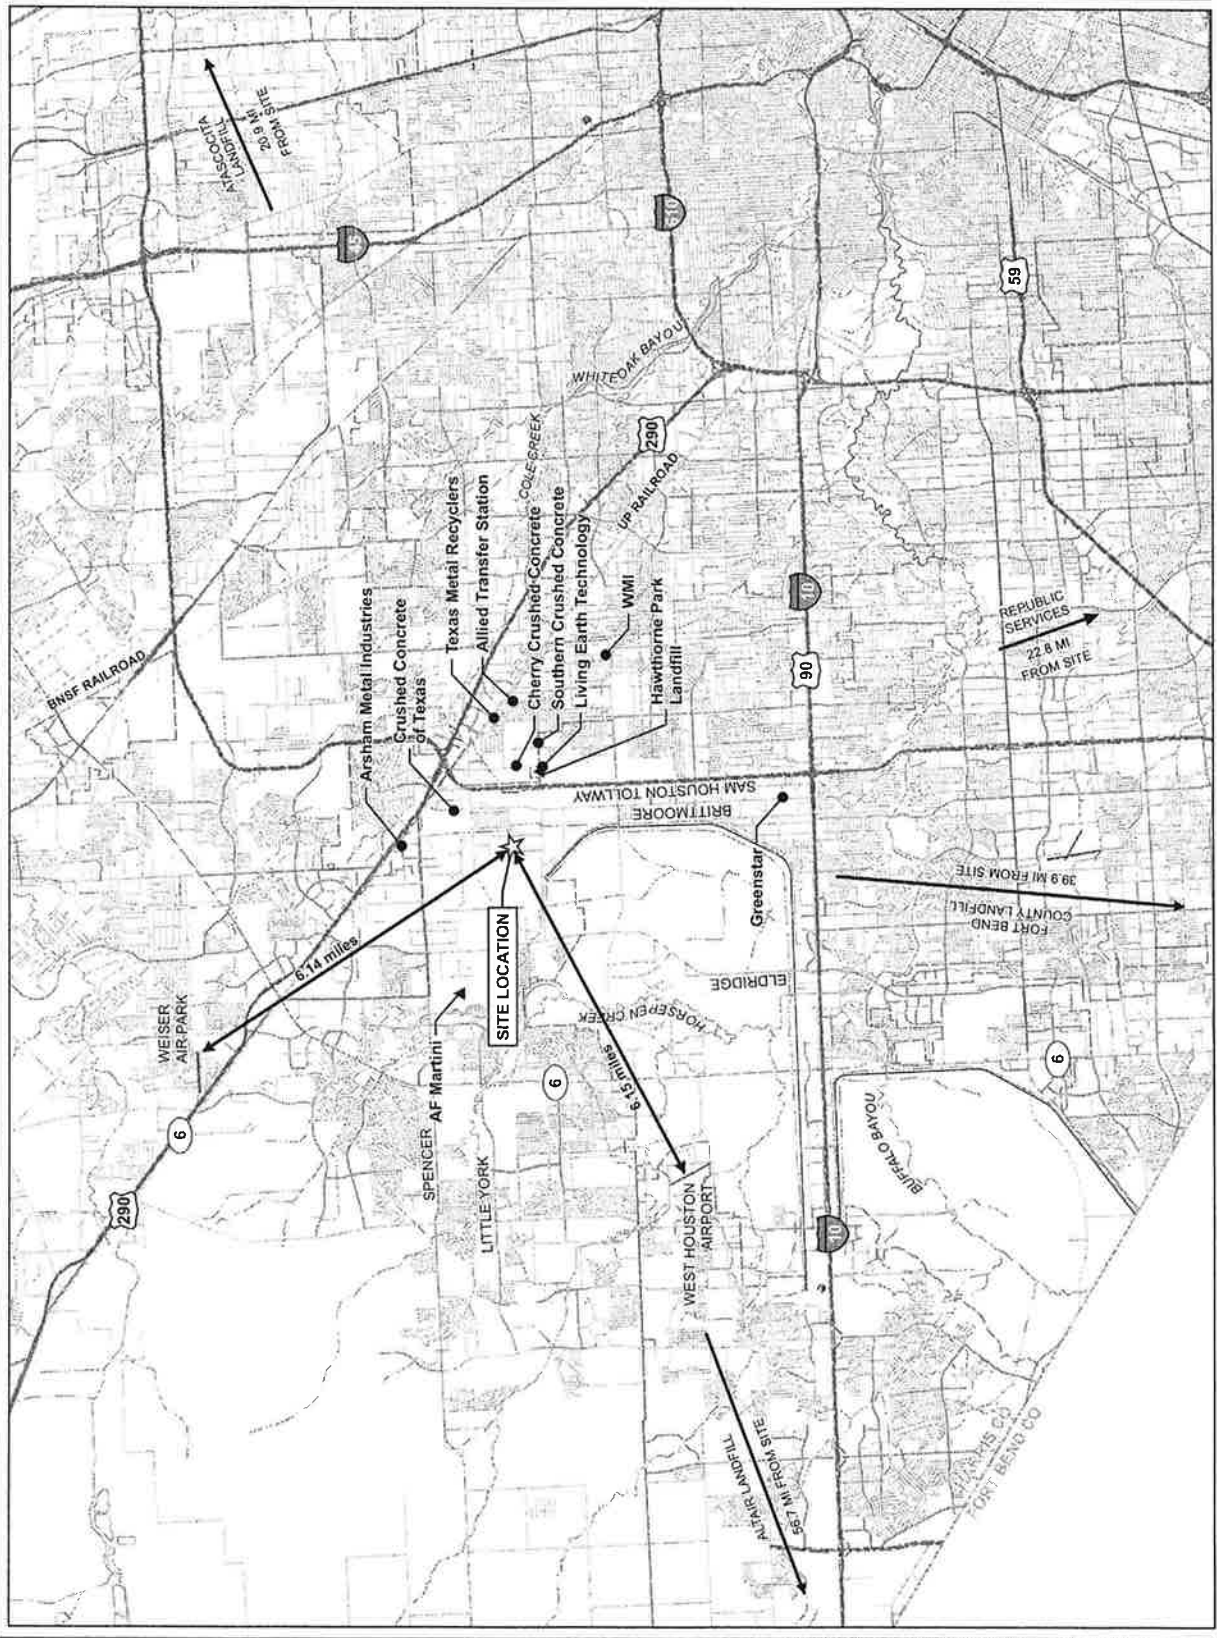 ATASCOCITA
LANDFILL
20.9 MI
FROM SITE
45
10
59
WHITEOAK BAYOU
290
UP RAILROAD
COLE CREEK
BNSF RAILROAD
Arsham Metal Industries
Crushed Concrete
of Texas
Texas Metal Recyclers
Allied Transfer Station
Cherry Crushed Concrete
Southern Crushed Concrete
Living Earth Technology
WMI
Hawthorne Park
Landfill
10
90
REPUBLIC
SERVICES
22.8 MI
FROM SITE
SAM HOUSTON TOLLWAY
BRITTMOORE
Greenstar
FORT BEND
COUNTY LANDFILL
39.9 MI FROM SITE
SITE LOCATION
6.14 miles
WEISER
AIR-PARK
AF Martini
ELDRIDGE
HORSEPEN CREEK
6.15 miles
6
6
6
SPENCER
LITTLE YORK
290
WEST HOUSTON
AIRPORT
BUFFALO BAYOU
10
ALTAIR LANDFILL
56.7 MI FROM SITE
HARRIS CO
FORT BEND CO